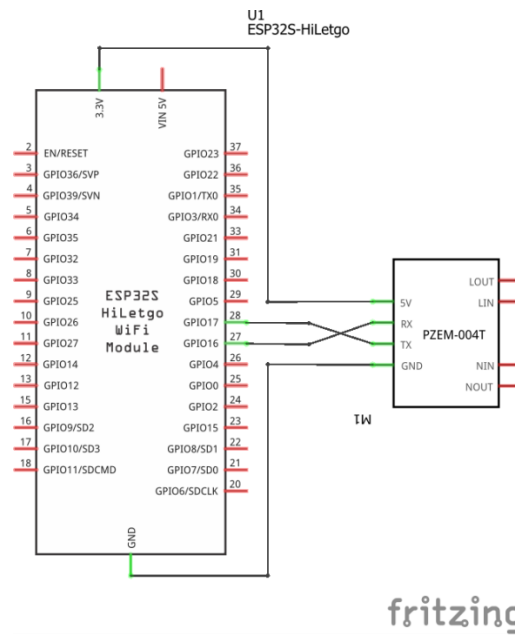 U1
ESP32S-HiLetgo
3.3V
VIN 5V
2 EN/RESET
3 GPIO36/SVP
4 GPIO39/SVN
5 GPIO34
6 GPIO35
7 GPIO32
8 GPIO33
9 GPIO25
10 GPIO26
11 GPIO27
12 GPIO14
13 GPIO12
15 GPIO13
16 GPIO9/SD2
17 GPIO10/SD3
18 GPIO11/SDCMD
ESP32S
HiLetgo
WiFi
Module
GPIO23 37
GPIO22 36
GPIO1/TX0 35
GPIO3/RX0 34
GPIO21 33
GPIO19 31
GPIO18 30
GPIO5 29
GPIO17 28
GPIO16 27
GPIO4 26
GPIO0 25
GPIO2 24
GPIO15 23
GPIO8/SD1 22
GPIO7/SD0 21
GPIO6/SDCLK 20
GND
5V
RX
TX
GND
PZEM-004T
LOUT
LIN
NIN
NOUT
M1
fritzing